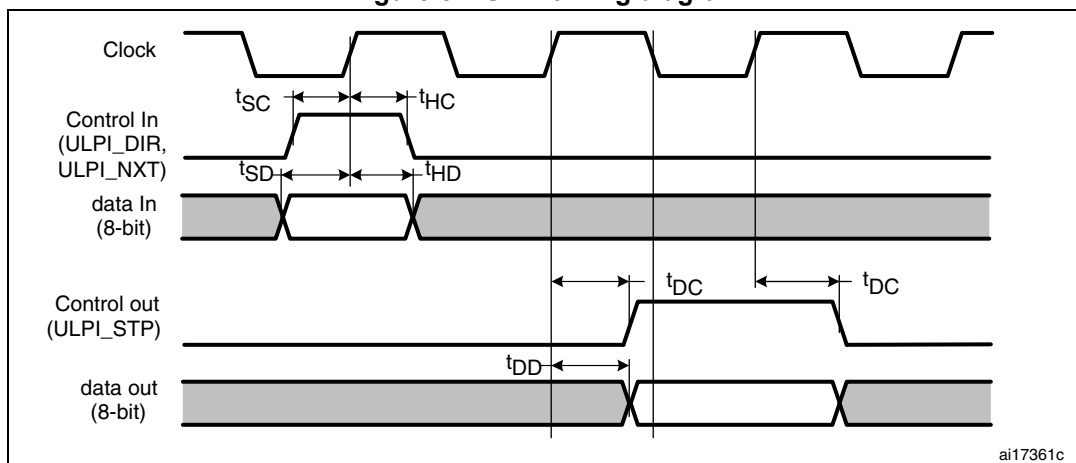 Clock
tSC
tHC
Control In
(ULPI_DIR,
ULPI_NXT)
tSD
tHD
data In
(8-bit)
tDC
tDC
Control out
(ULPI_STP)
tDD
data out
(8-bit)
ai17361c